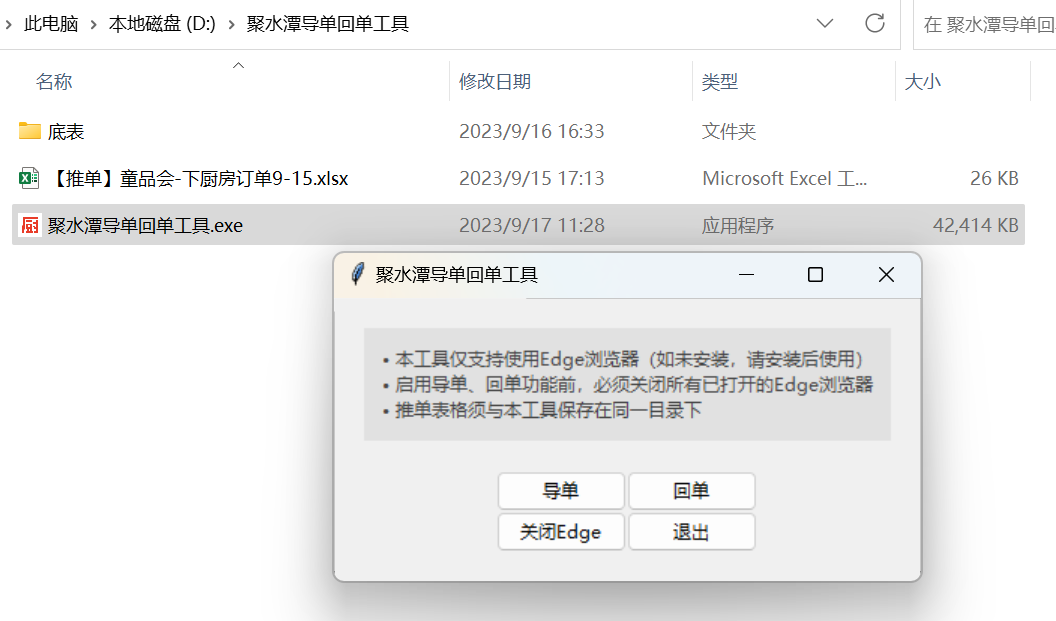 此电脑 > 本地磁盘 (D:) > 聚水潭导单回单工具
在 聚水潭导单回
名称 修改日期 类型 大小
底表 2023/9/16 16:33 文件夹
【推单】童品会-下厨房订单9-15.xlsx 2023/9/15 17:13 Microsoft Excel 工... 26 KB
聚水潭导单回单工具.exe 2023/9/17 11:28 应用程序 42,414 KB
聚水潭导单回单工具
• 本工具仅支持使用Edge浏览器（如未安装，请安装后使用）
• 启用导单、回单功能前，必须关闭所有已打开的Edge浏览器
• 推单表格须与本工具保存在同一目录下
导单 回单
关闭Edge 退出